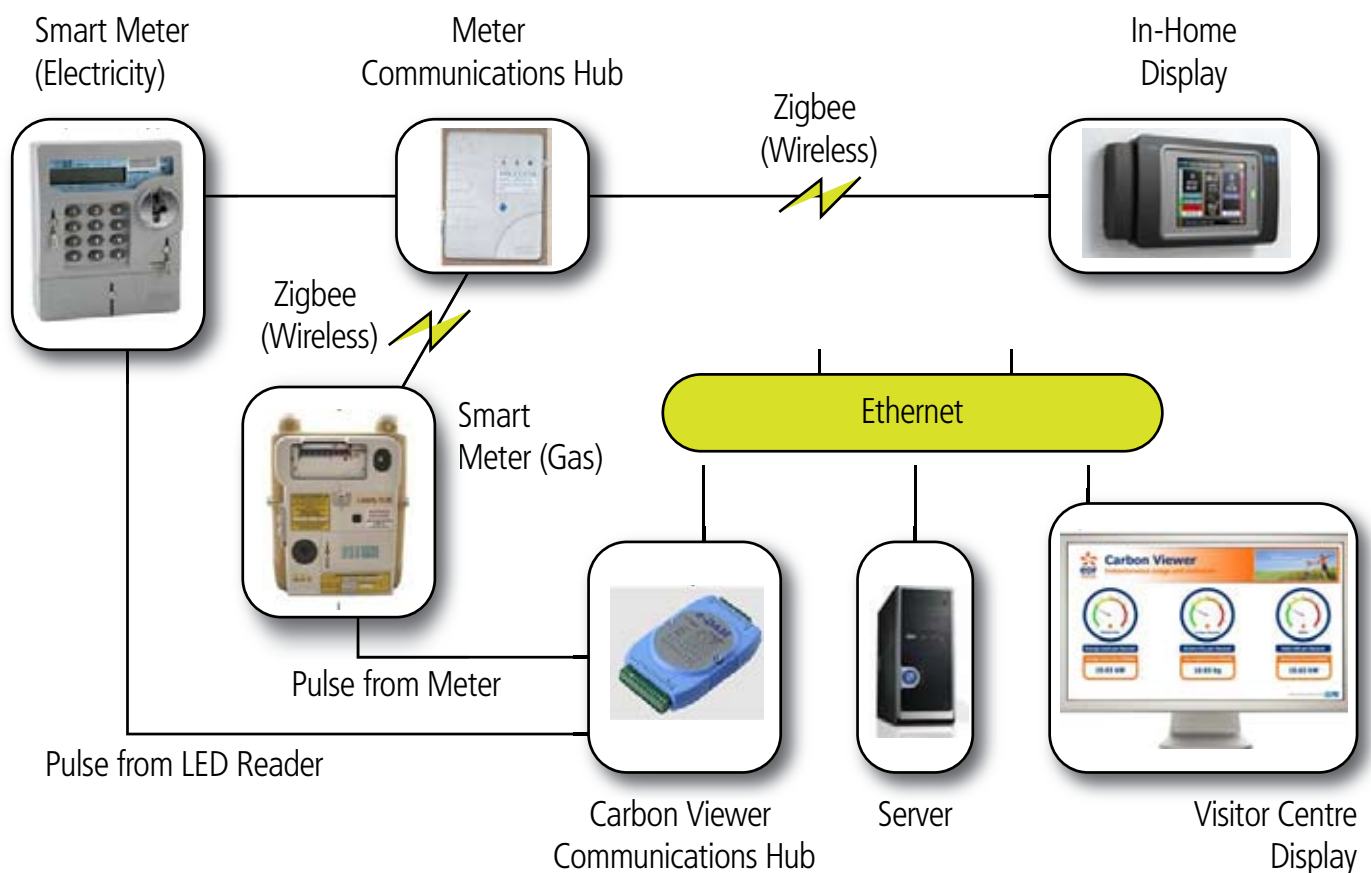 Smart Meter
(Electricity)
Meter
Communications Hub
In-Home
Display
Zigbee
(Wireless)
Zigbee
(Wireless)
Smart
Meter (Gas)
Ethernet
Carbon Viewer
Pulse from Meter
Pulse from LED Reader
Carbon Viewer
Communications Hub
Server
Visitor Centre
Display